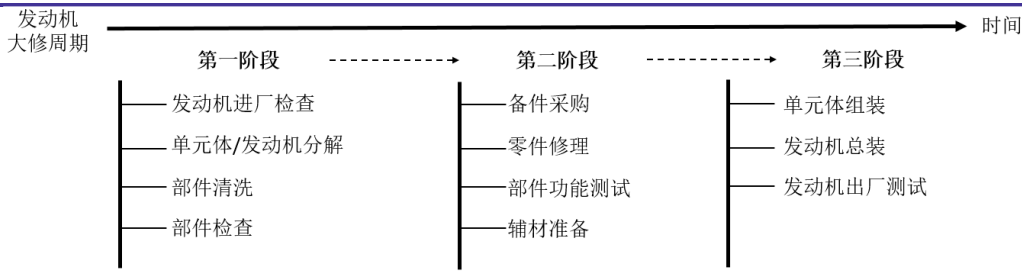 发动机
大修周期
时间
第一阶段
第二阶段
第三阶段
发动机进厂检查
单元体/发动机分解
部件清洗
部件检查
备件采购
零件修理
部件功能测试
辅材准备
单元体组装
发动机总装
发动机出厂测试